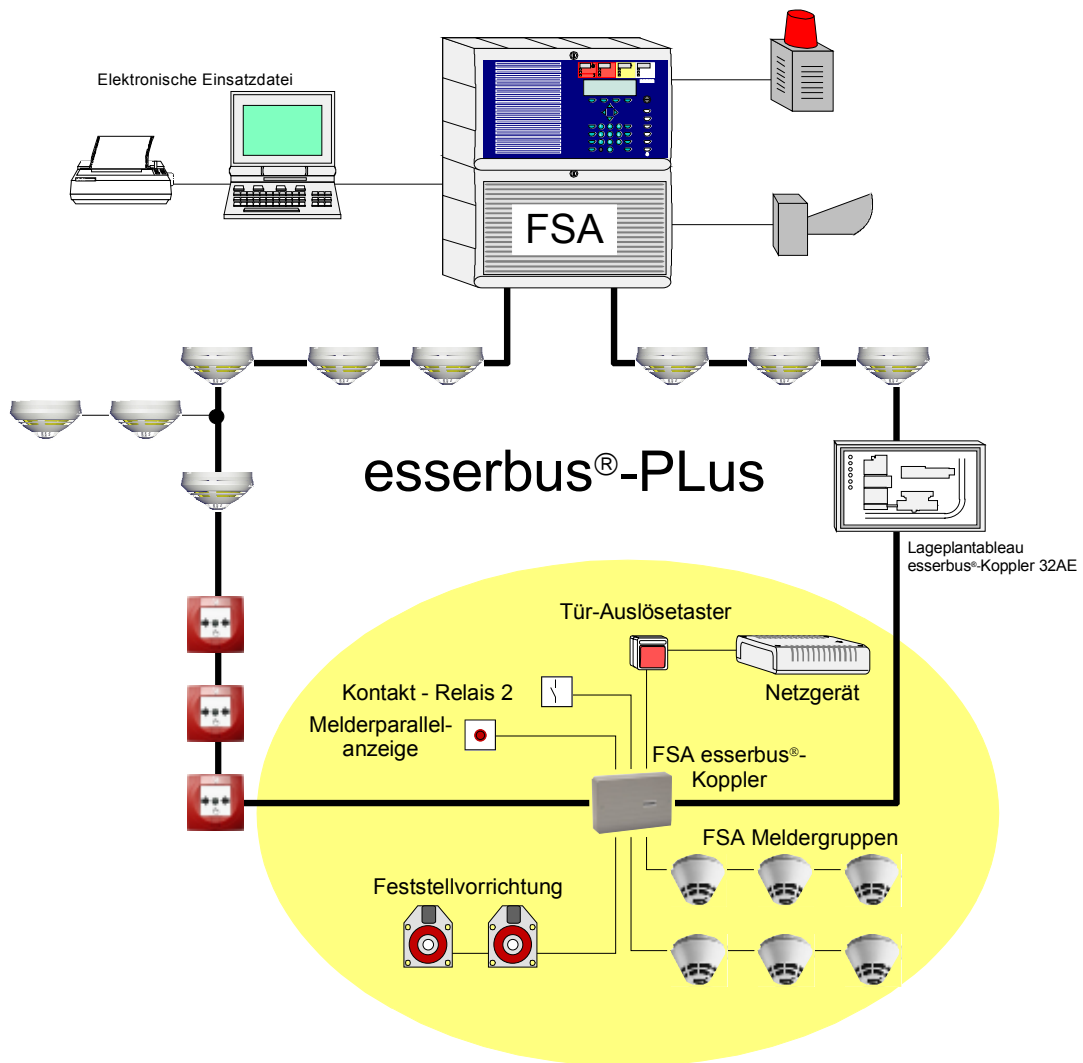 Elektronische Einsatzdatei
FSA
esserbus®-PLus
Lageplantableau
esserbus®-Koppler 32AE
Tür-Auslösetaster
Kontakt - Relais 2
Netzgerät
Melderparallel-
anzeige
FSA esserbus®-
Koppler
FSA Meldergruppen
Feststellvorrichtung